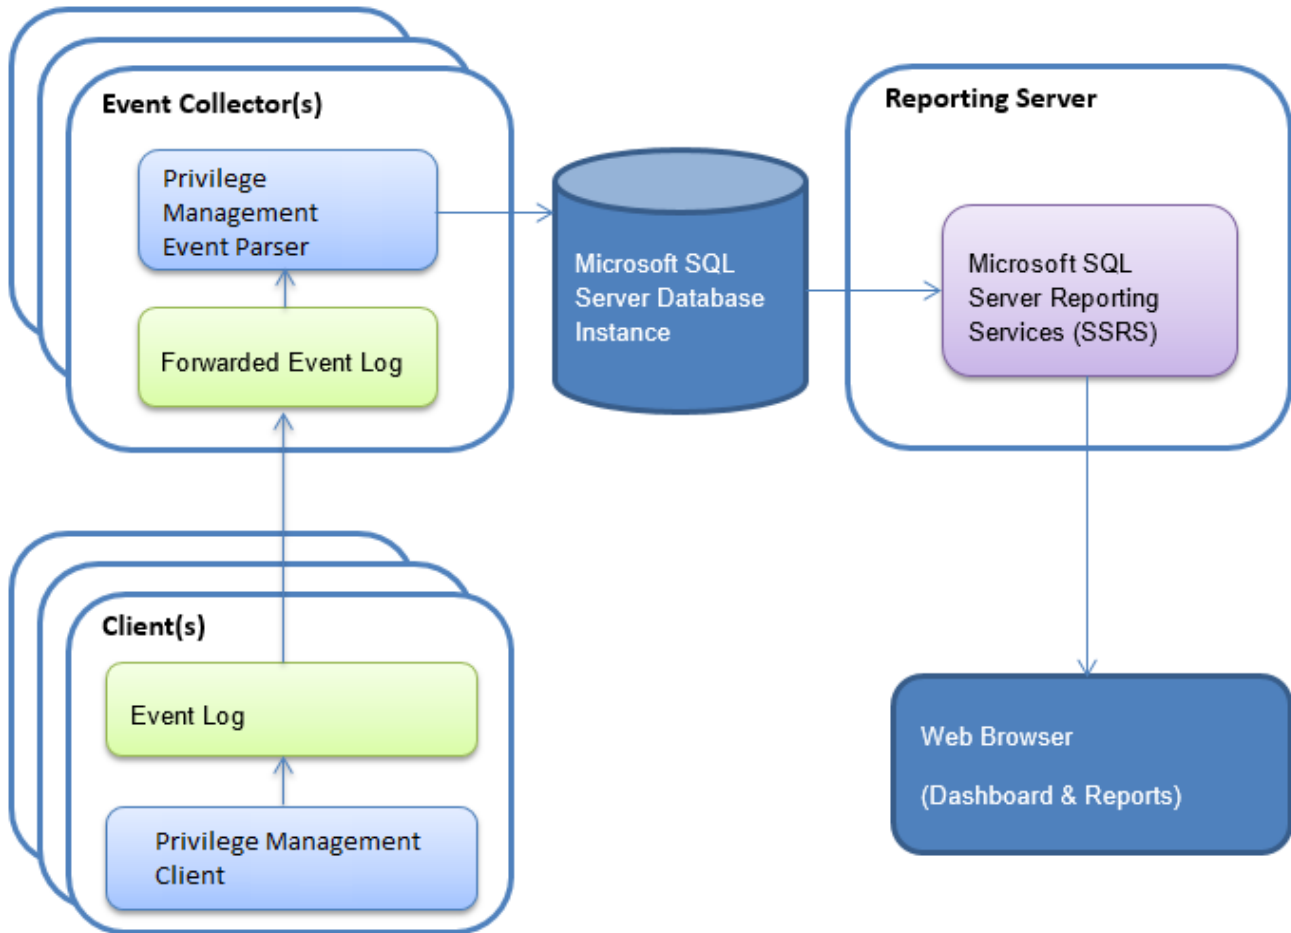 Event Collector(s)
Privilege
Management
Event Parser
Forwarded Event Log
Microsoft SQL
Server Database
Instance
Reporting Server
Microsoft SQL
Server Reporting
Services (SSRS)
Client(s)
Event Log
Privilege Management
Client
Web Browser
(Dashboard & Reports)